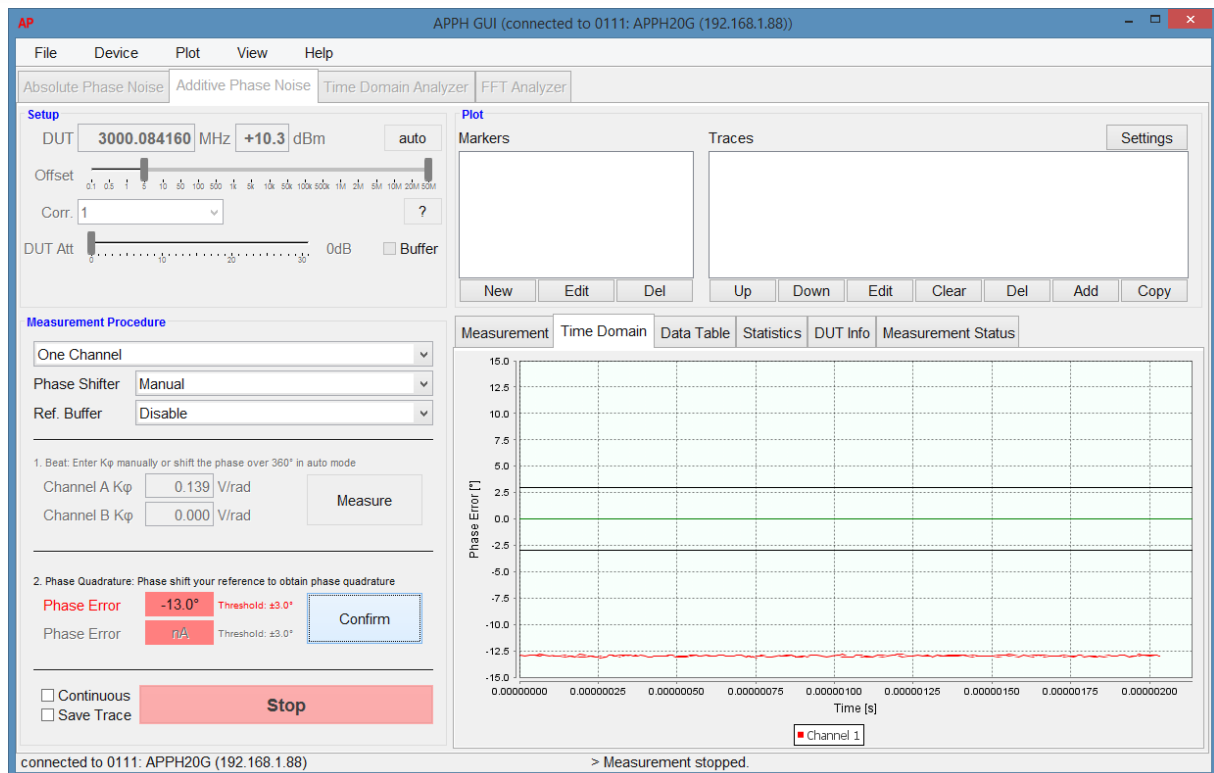 AP APPH GUI (connected to 0111: APPH20G (192.168.1.88))
File Device Plot View Help
Absolute Phase Noise Additive Phase Noise Time Domain Analyzer FFT Analyzer
Setup
DUT 3000.084160 MHz +10.3 dBm auto
Offset
0.1 0.5 1 5 10 50 100 500 1k 5k 10k 50k 100k 500k 1M 2M 5M 10M 20M 50M
Corr. 1 ?
DUT Att 0dB Buffer
0 10 20 30
Plot
Markers Traces Settings
New Edit Del Up Down Edit Clear Del Add Copy
Measurement Procedure
One Channel
Phase Shifter Manual
Ref. Buffer Disable
1. Beat: Enter Kφ manually or shift the phase over 360° in auto mode
Channel A Kφ 0.139 V/rad
Measure
Channel B Kφ 0.000 V/rad
2. Phase Quadrature: Phase shift your reference to obtain phase quadrature
Phase Error -13.0° Threshold: ±3.0°
Confirm
Phase Error nA Threshold: ±3.0°
Continuous
Save Trace
Stop
Measurement Time Domain Data Table Statistics DUT Info Measurement Status
15.0
12.5
10.0
7.5
5.0
2.5
0.0
-2.5
-5.0
-7.5
-10.0
-12.5
-15.0
Phase Error [°]
0.00000000 0.00000025 0.00000050 0.00000075 0.00000100 0.00000125 0.00000150 0.00000175 0.00000200
Time [s]
Channel 1
connected to 0111: APPH20G (192.168.1.88) > Measurement stopped.